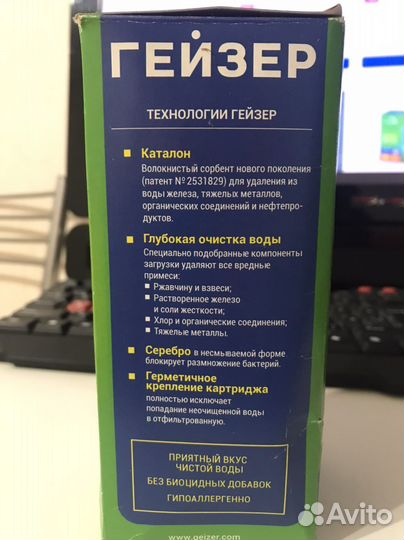 ГЕЙЗЕР
ТЕХНОЛОГИИ ГЕЙЗЕР
Каталон
Волокнистый сорбент нового поколения
(патент №2531829) для удаления из
воды железа, тяжелых металлов,
органических соединений и нефтепро-
дуктов.
Глубокая очистка воды
Специально подобранные компоненты
загрузки удаляют все вредные
примеси:
Ржавчину и взвеси;
Растворенное железо
и соли жесткости;
Хлор и органические соединения;
Тяжелые металлы.
Серебро в несмываемой форме
блокирует размножение бактерий.
Герметичное
крепление картриджа
полностью исключает
попадание неочищенной воды
в отфильтрованную.
ПРИЯТНЫЙ ВКУС
ЧИСТОЙ ВОДЫ
БЕЗ БИОЦИДНЫХ ДОБАВОК
ГИПОАЛЛЕРГЕННО
www.geizer.com
Avito